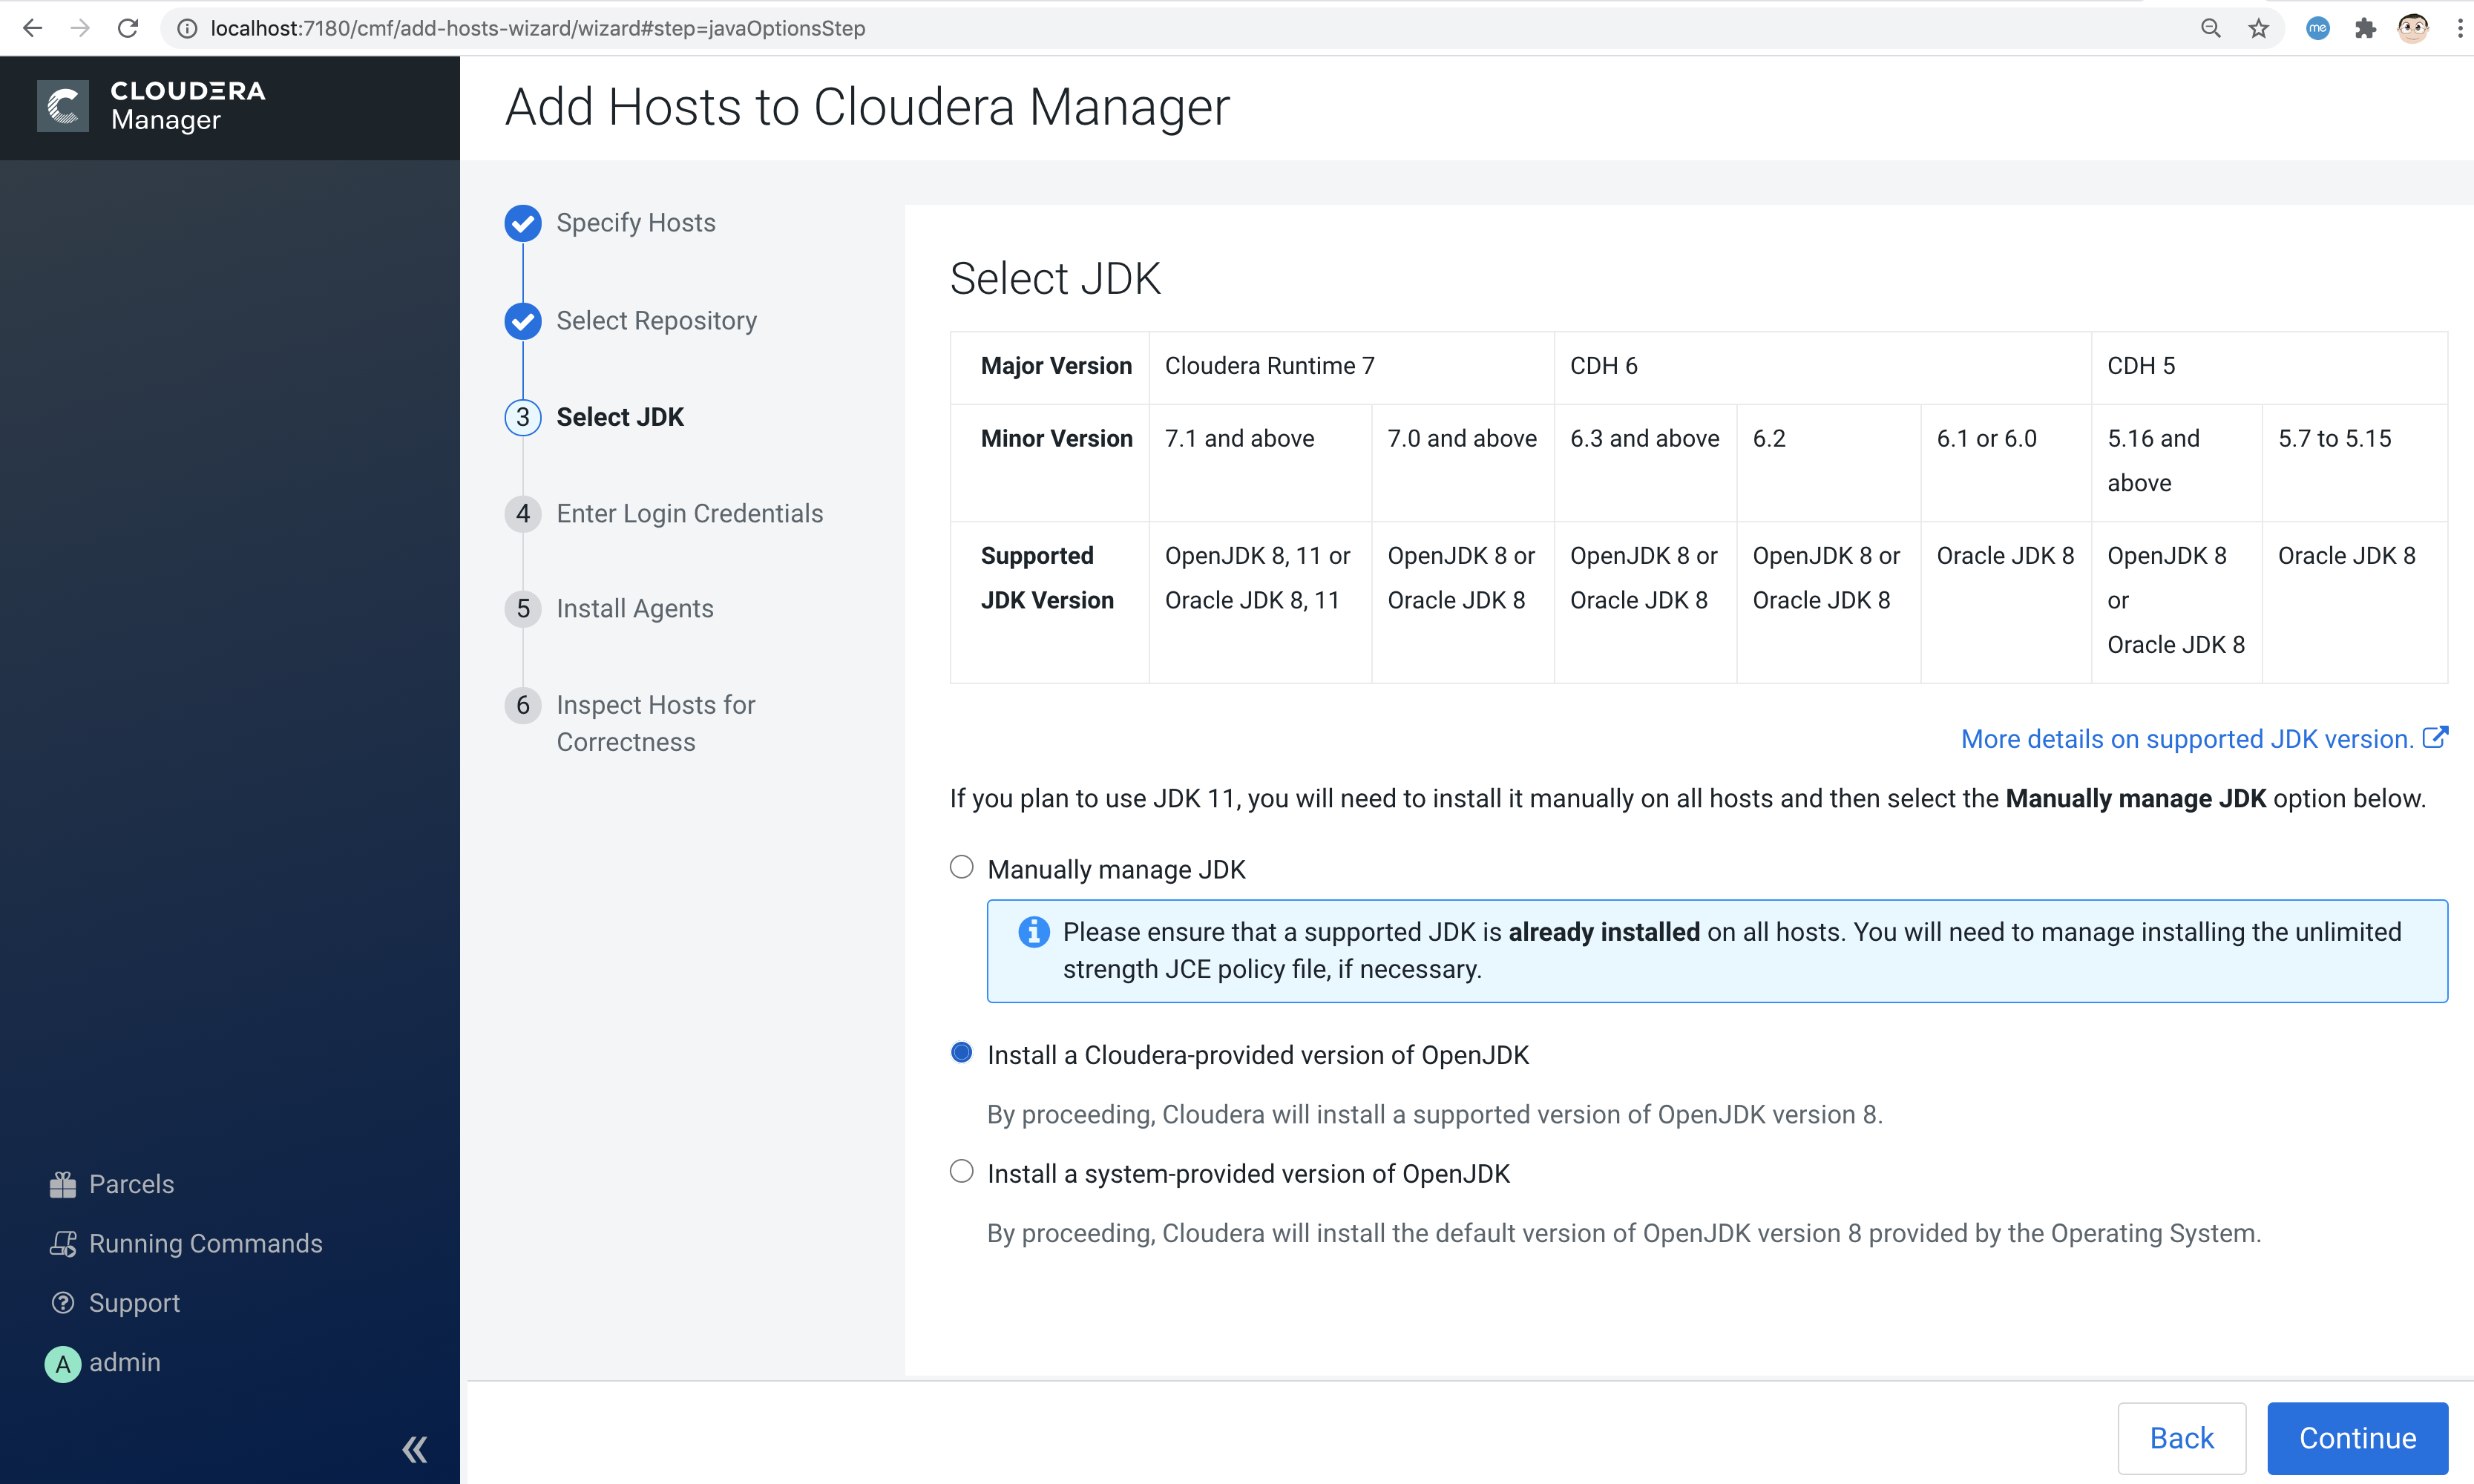 localhost:7180/cmf/add-hosts-wizard/wizard#step=javaOptionsStep
me
CLOUDERA
Manager
Add Hosts to Cloudera Manager
Specify Hosts
Select Repository
3 Select JDK
4 Enter Login Credentials
5 Install Agents
6 Inspect Hosts for
Correctness
Parcels
Running Commands
Support
A admin
Select JDK
Major Version Cloudera Runtime 7 CDH 6 CDH 5
Minor Version 7.1 and above 7.0 and above 6.3 and above 6.2 6.1 or 6.0 5.16 and 5.7 to 5.15
above
Supported OpenJDK 8, 11 or OpenJDK 8 or OpenJDK 8 or OpenJDK 8 or Oracle JDK 8 OpenJDK 8 Oracle JDK 8
JDK Version Oracle JDK 8, 11 Oracle JDK 8 Oracle JDK 8 Oracle JDK 8 or
Oracle JDK 8
More details on supported JDK version.
If you plan to use JDK 11, you will need to install it manually on all hosts and then select the Manually manage JDK option below.
Manually manage JDK
Please ensure that a supported JDK is already installed on all hosts. You will need to manage installing the unlimited
strength JCE policy file, if necessary.
Install a Cloudera-provided version of OpenJDK
By proceeding, Cloudera will install a supported version of OpenJDK version 8.
Install a system-provided version of OpenJDK
By proceeding, Cloudera will install the default version of OpenJDK version 8 provided by the Operating System.
Back Continue